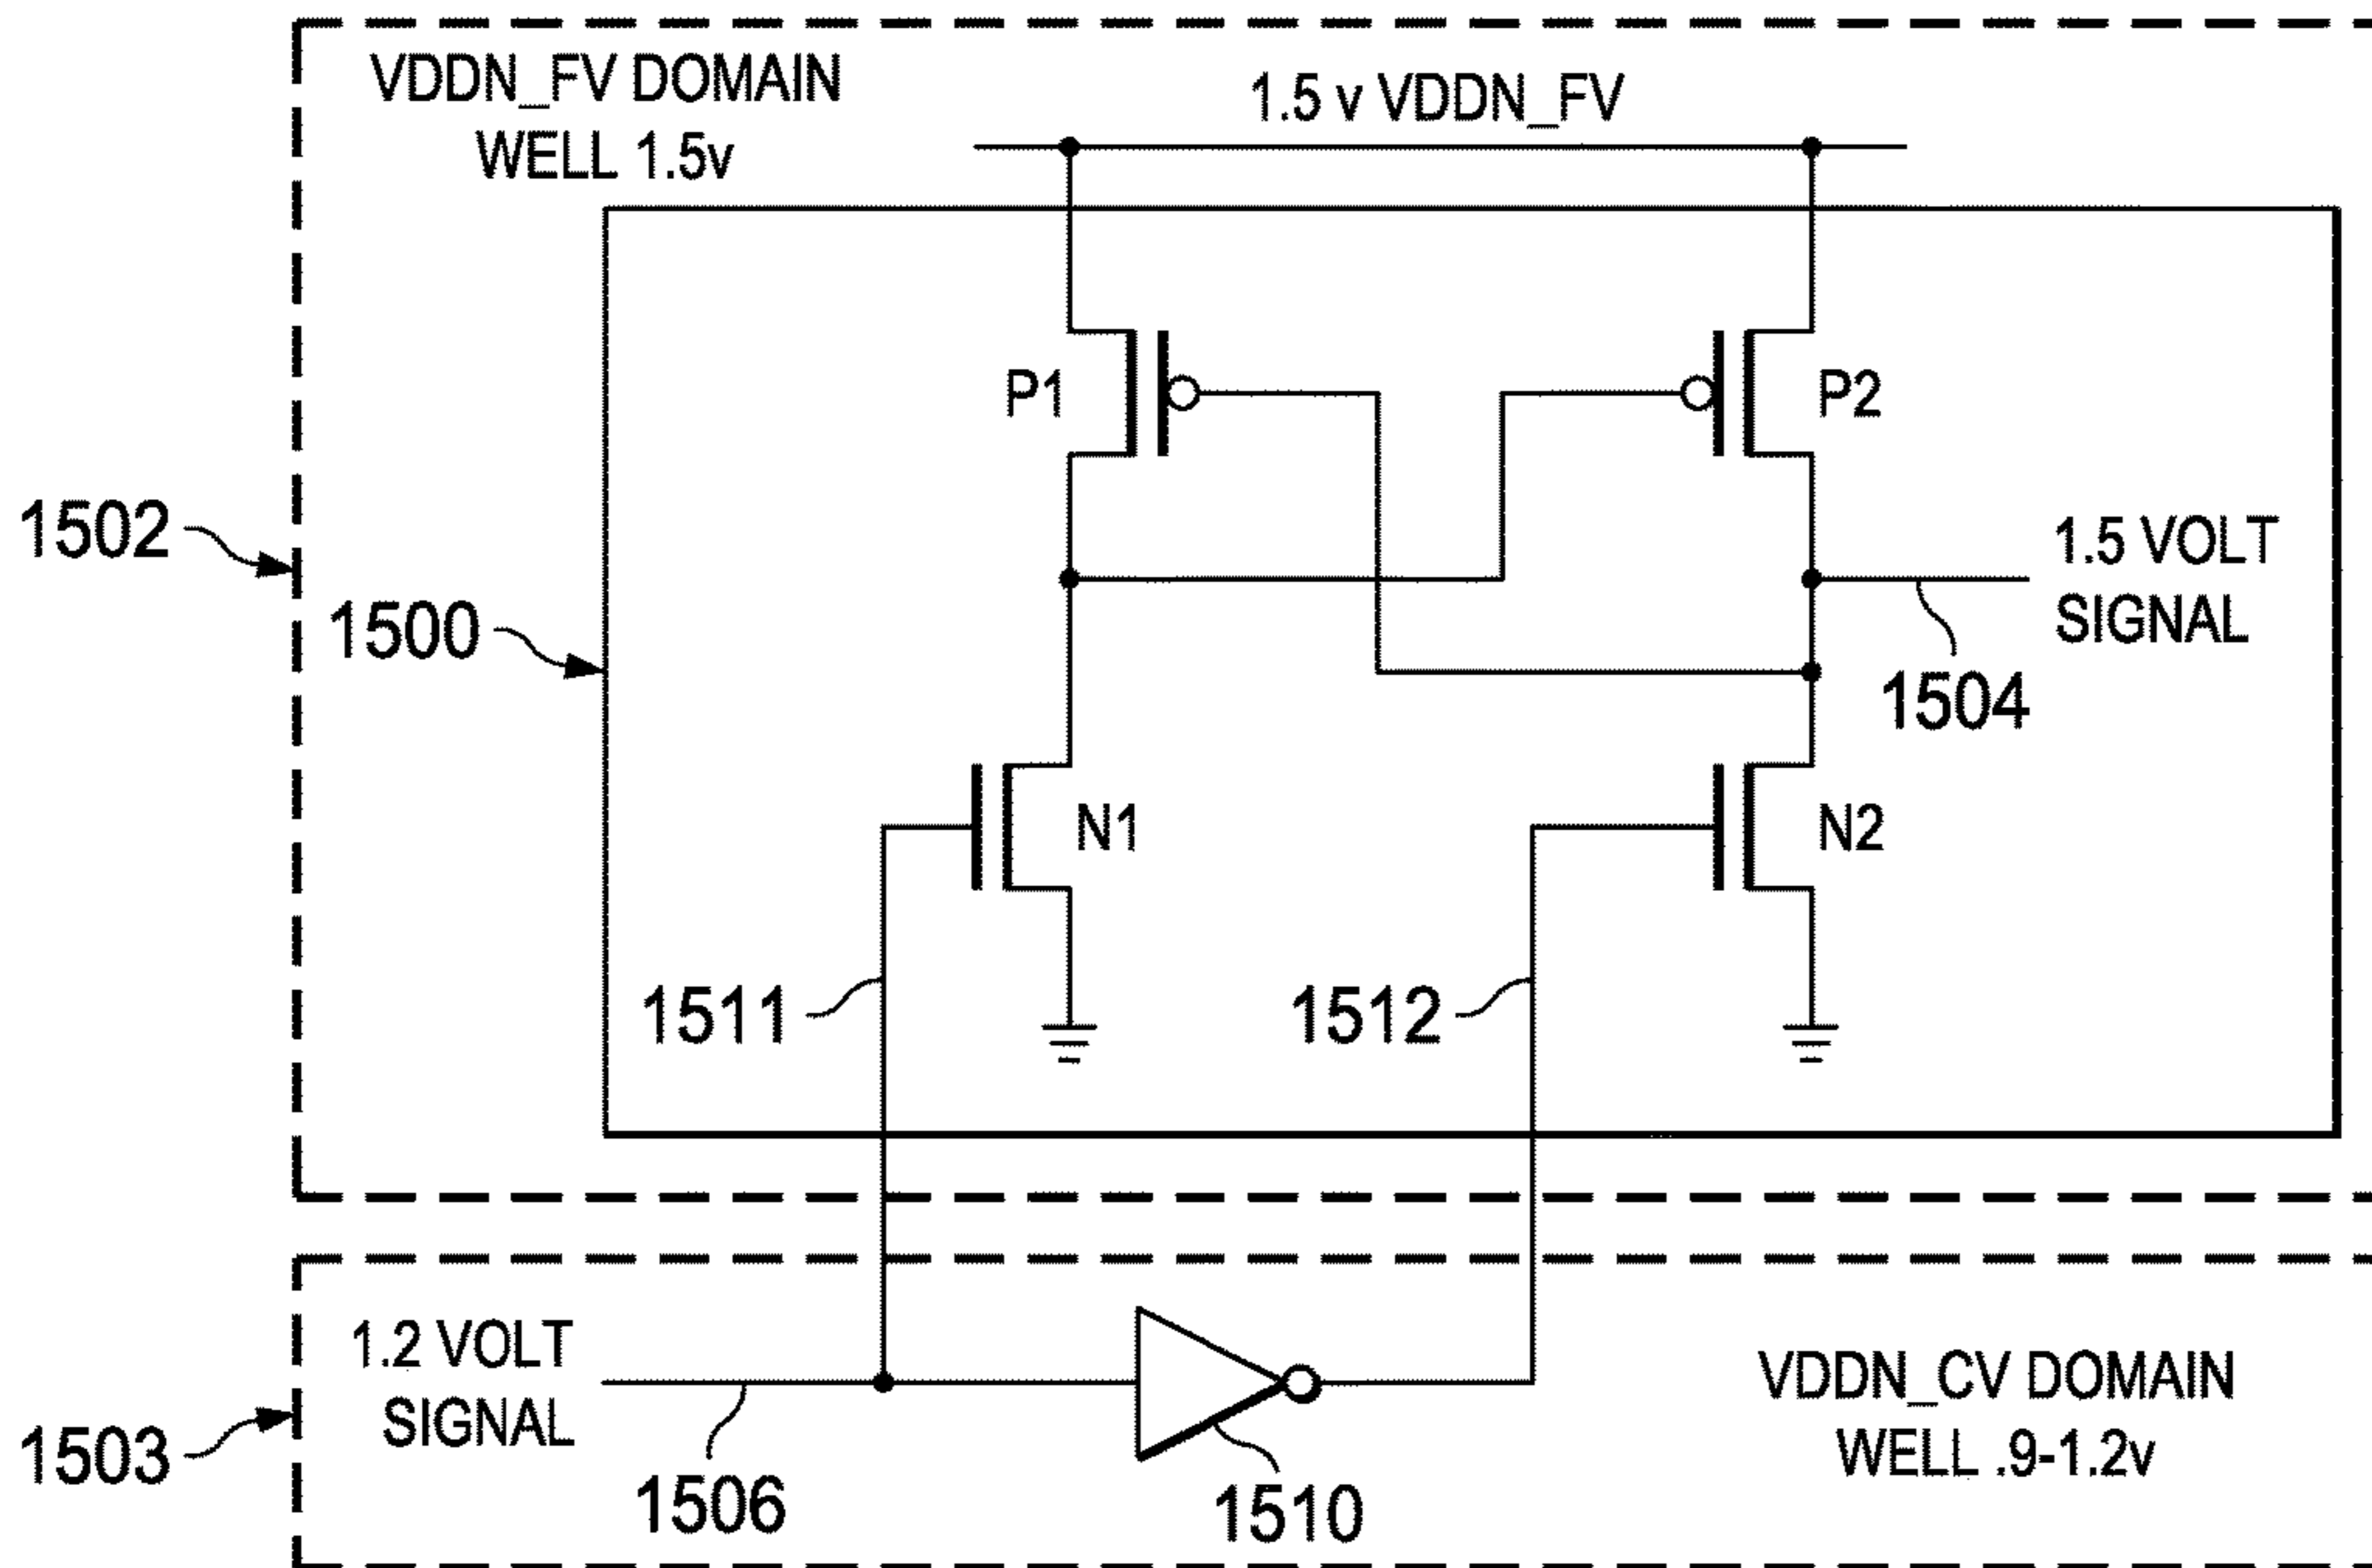 VDDN_FV DOMAIN
WELL 1.5v
1.5 v VDDN_FV
P1
P2
1502
1500
1.5 VOLT
SIGNAL
1504
N1
N2
1511
1512
1.2 VOLT
SIGNAL
1503
1506
1510
VDDN_CV DOMAIN
WELL .9-1.2v